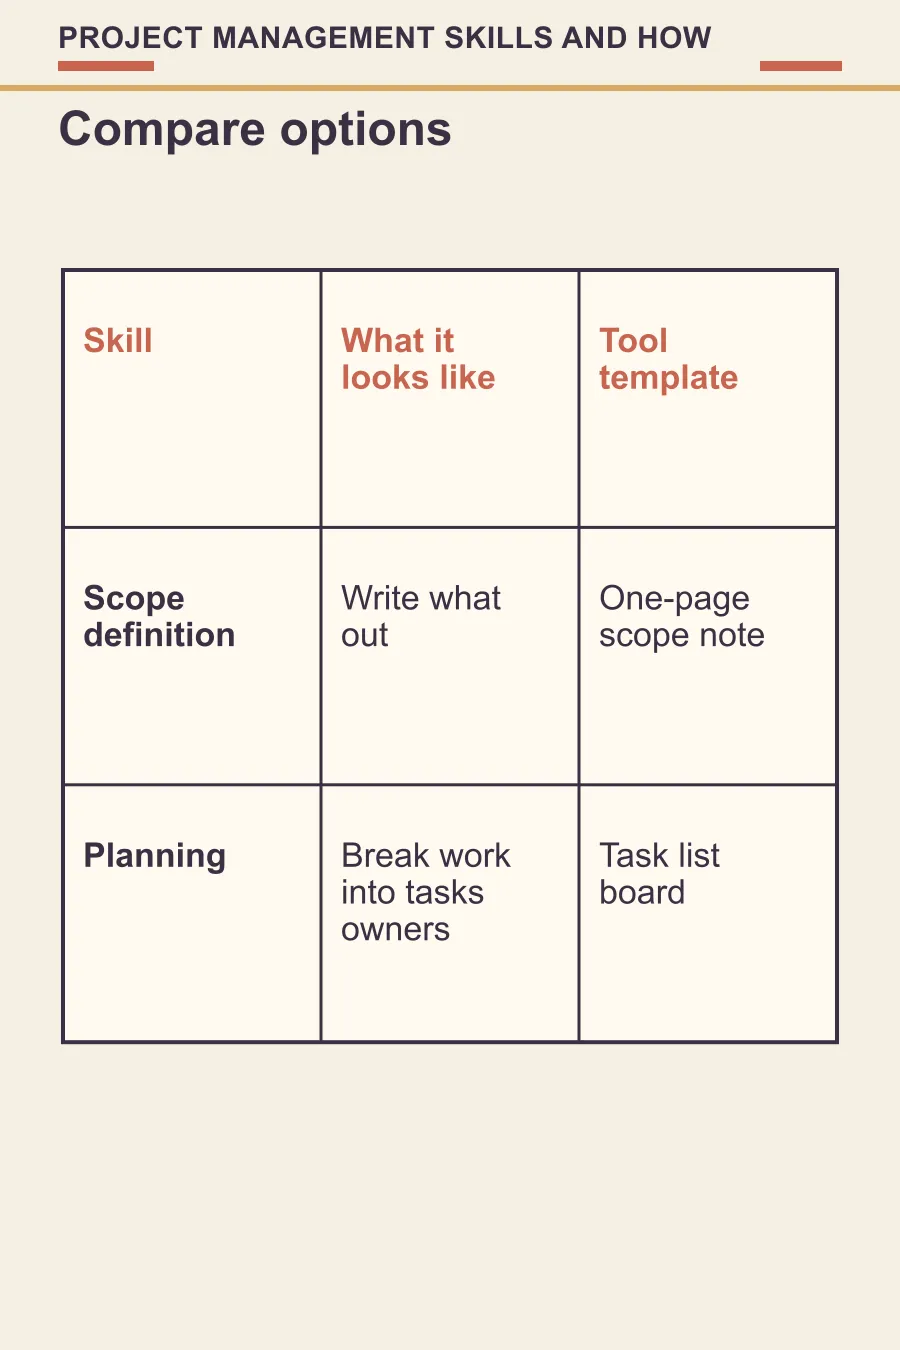 PROJECT MANAGEMENT SKILLS AND HOW
Compare options
Skill
What it
looks like
Tool
template
Scope
definition
Write what
out
One-page
scope note
Planning
Break work
into tasks
owners
Task list
board